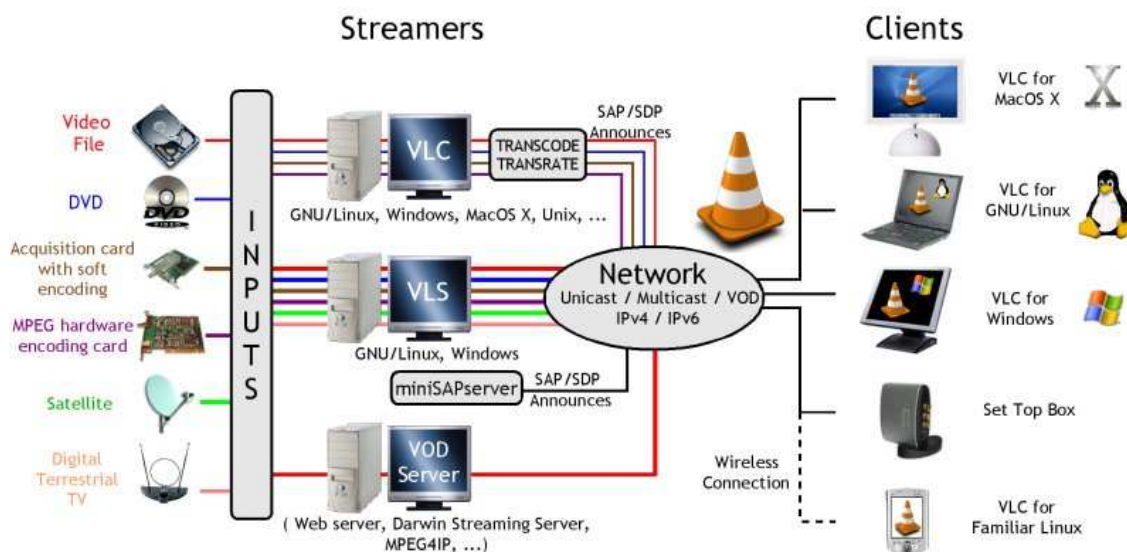 Streamers
Clients
Video
File
DVD
Acquisition card
with soft
encoding
MPEG hardware
encoding card
Satellite
Digital
Terrestrial
TV
DVD
VIDEO
INPUTS
VLC
TRANSCODE
TRANSRATE
SAP/SDP
Announces
GNU/Linux, Windows, MacOS X, Unix, ...
VLS
GNU/Linux, Windows
Network
Unicast / Multicast / VOD
IPv4 / IPv6
miniSAPserver
SAP/SDP
Announces
VOD
Server
( Web server, Darwin Streaming Server,
MPEG4IP, ...)
Wireless
Connection
VLC for
MacOS X
X
VLC for
GNU/Linux
VLC for
Windows
Set Top Box
VLC for
Familiar Linux